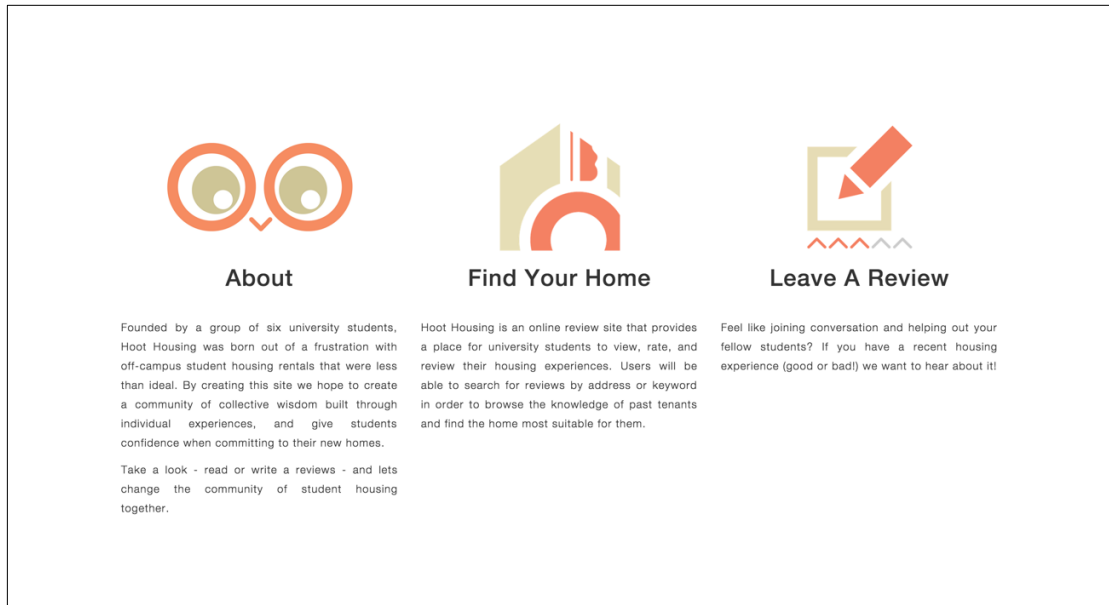 About
Founded by a group of six university students,
Hoot Housing was born out of a frustration with
off-campus student housing rentals that were less
than ideal. By creating this site we hope to create
a community of collective wisdom built through
individual experiences, and give students
confidence when committing to their new homes.
Take a look - read or write a reviews - and lets
change the community of student housing
together.
Find Your Home
Hoot Housing is an online review site that provides
a place for university students to view, rate, and
review their housing experiences. Users will be
able to search for reviews by address or keyword
in order to browse the knowledge of past tenants
and find the home most suitable for them.
Leave A Review
Feel like joining conversation and helping out your
fellow students? If you have a recent housing
experience (good or bad!) we want to hear about it!